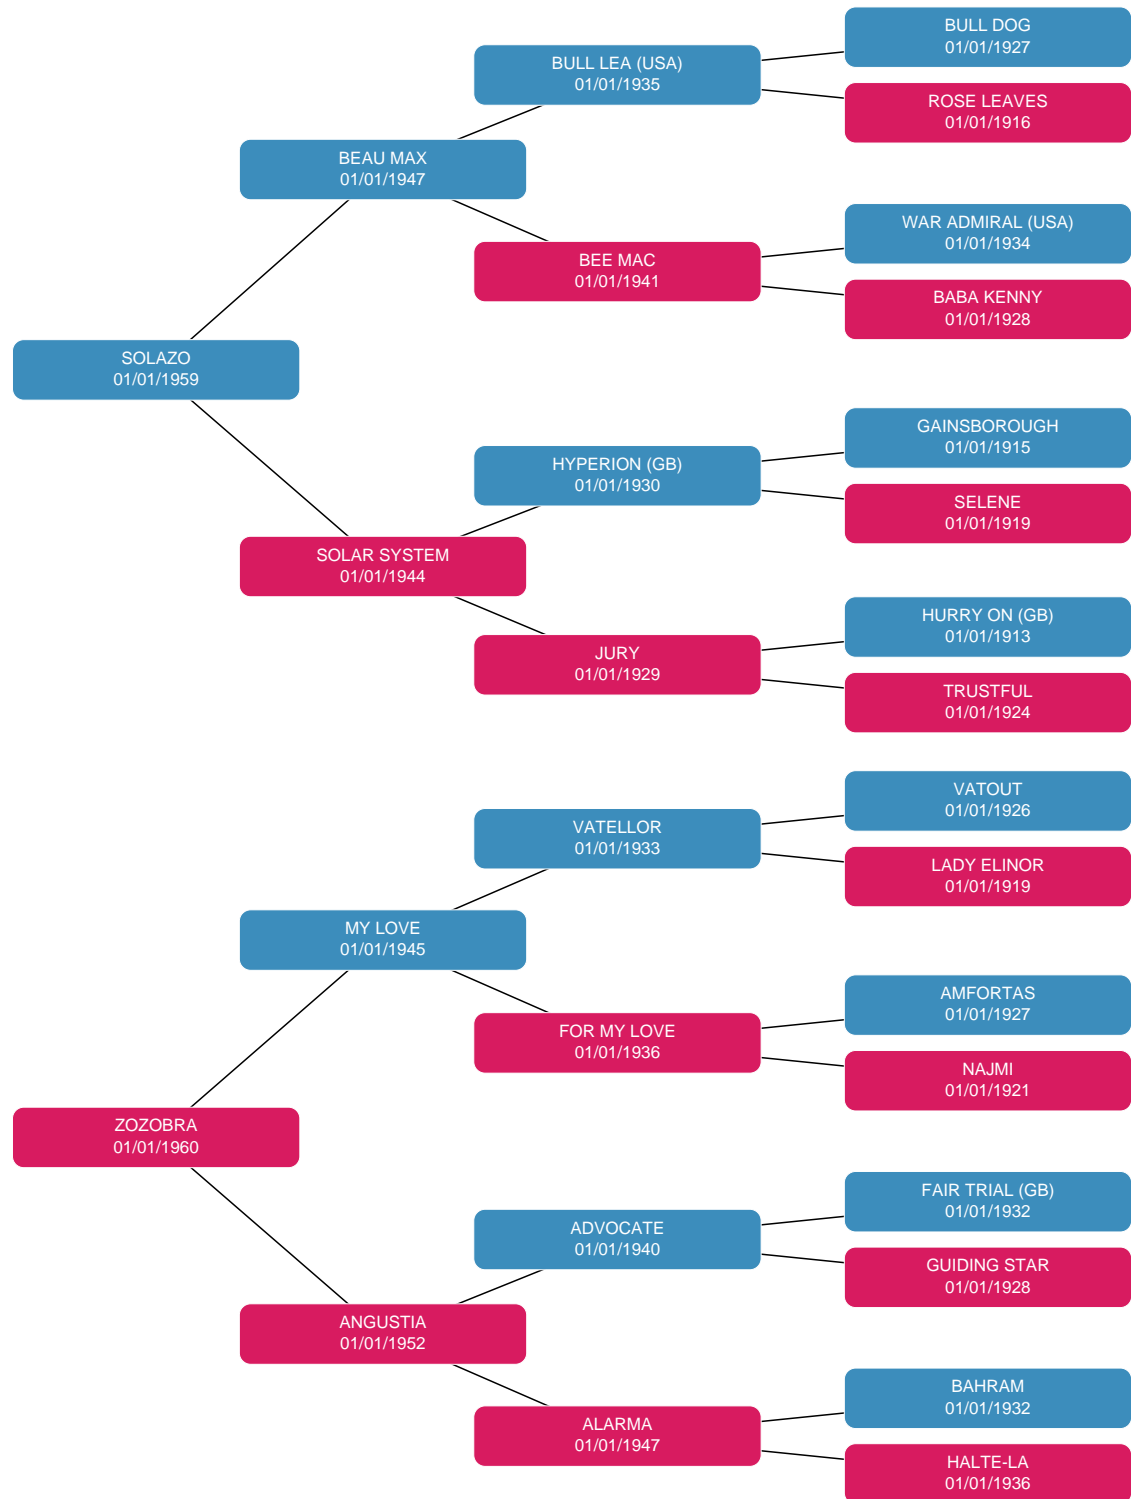 BULL DOG
01/01/1927
BULL LEA (USA)
01/01/1935
ROSE LEAVES
01/01/1916
BEAU MAX
01/01/1947
WAR ADMIRAL (USA)
01/01/1934
BEE MAC
01/01/1941
BABA KENNY
01/01/1928
SOLAZO
01/01/1959
GAINSBOROUGH
01/01/1915
HYPERION (GB)
01/01/1930
SELENE
01/01/1919
SOLAR SYSTEM
01/01/1944
HURRY ON (GB)
01/01/1913
JURY
01/01/1929
TRUSTFUL
01/01/1924
VATOUT
01/01/1926
VATELLOR
01/01/1933
LADY ELINOR
01/01/1919
MY LOVE
01/01/1945
AMFORTAS
01/01/1927
FOR MY LOVE
01/01/1936
NAJMI
01/01/1921
ZOZOBRA
01/01/1960
FAIR TRIAL (GB)
01/01/1932
ADVOCATE
01/01/1940
GUIDING STAR
01/01/1928
ANGUSTIA
01/01/1952
BAHRAM
01/01/1932
ALARMA
01/01/1947
HALTE-LA
01/01/1936